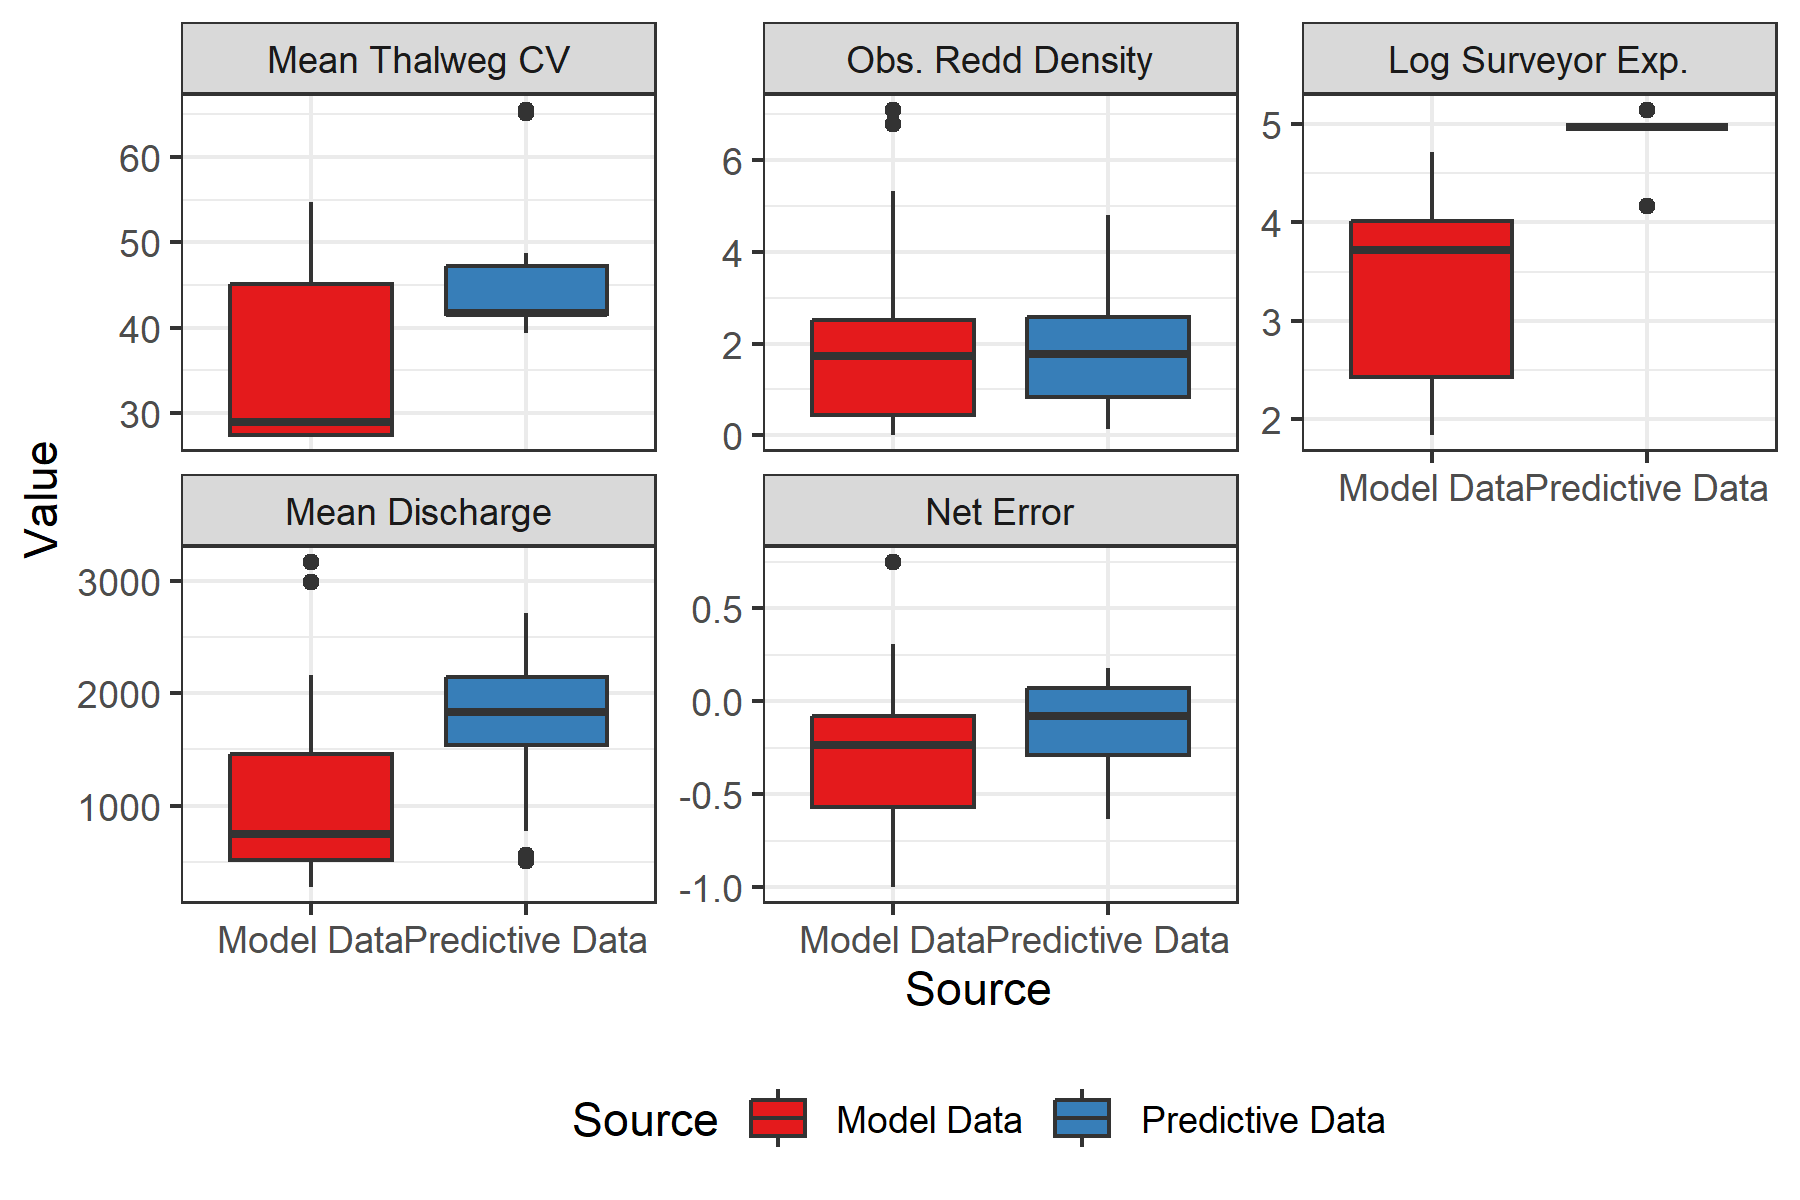 Mean Thalweg CV
Obs. Redd Density
Log Surveyor Exp.
60
50
40
30
6
4
2
0
5
4
3
2
Model Data Predictive Data
Value
Mean Discharge
Net Error
3000
2000
1000
0.5
0.0
-0.5
-1.0
Model Data Predictive Data
Model Data Predictive Data
Source
Source Model Data Predictive Data